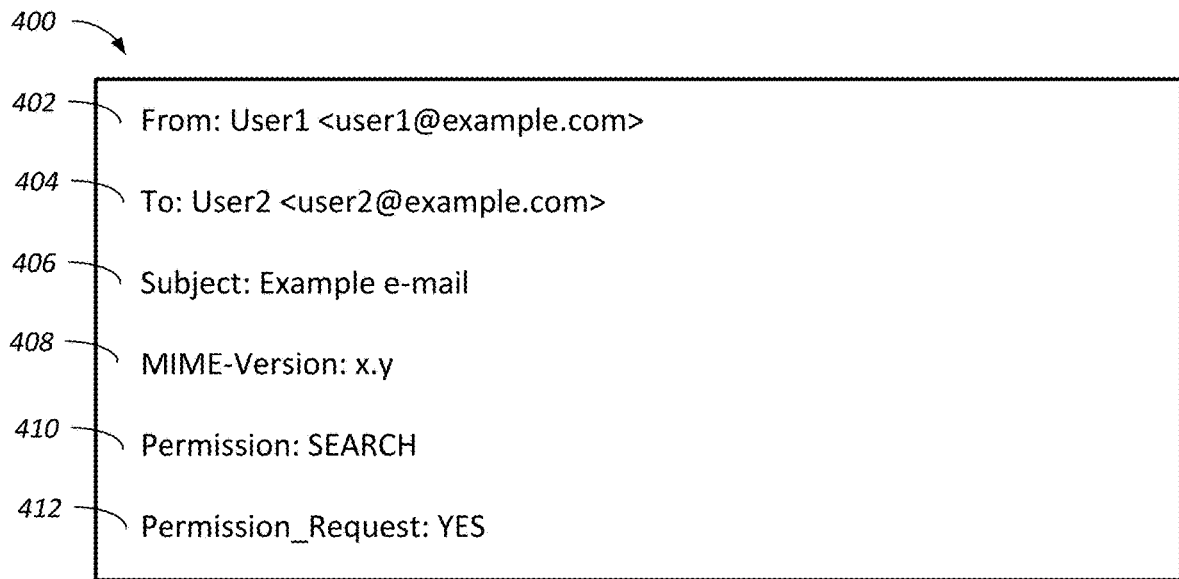 400
402
From: User1 <user1@example.com>
404
To: User2 <user2@example.com>
406
Subject: Example e-mail
408
MIME-Version: x.y
410
Permission: SEARCH
412
Permission_Request: YES